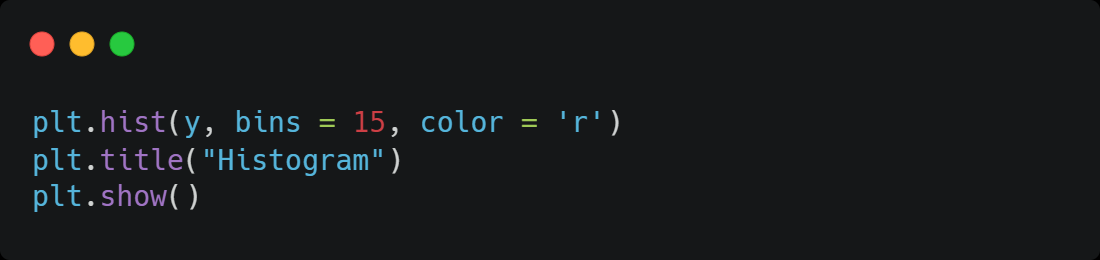 plt.hist(y, bins = 15, color = 'r')
plt.title("Histogram")
plt.show()